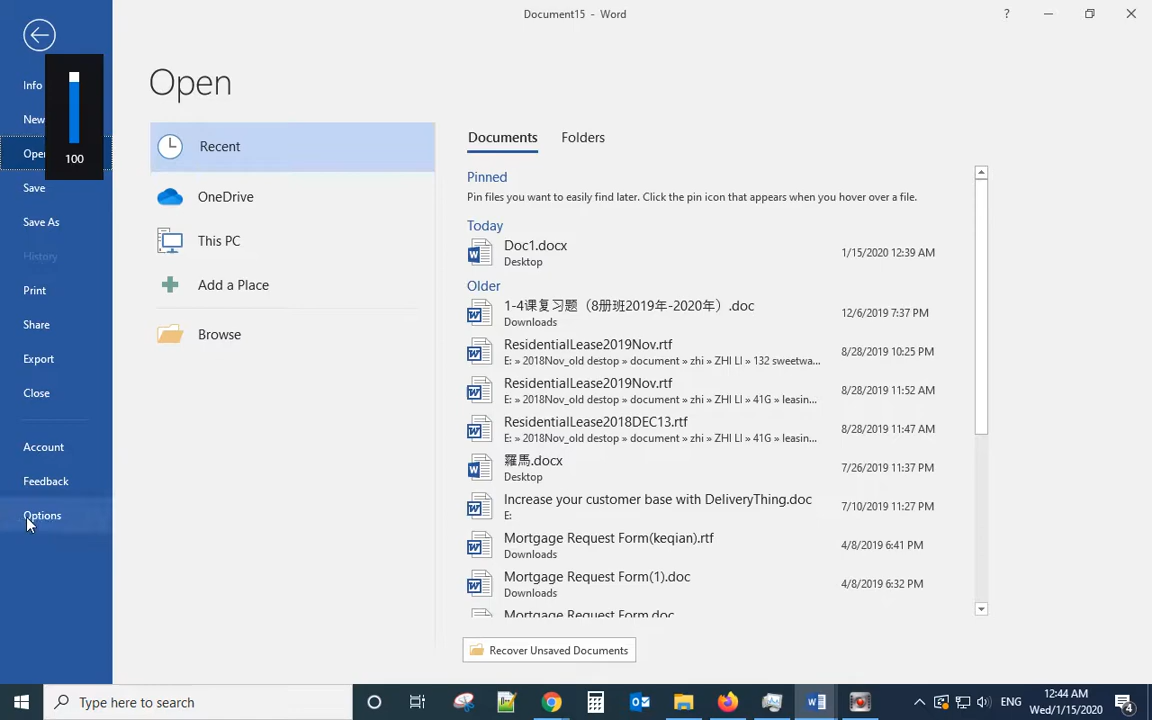 Document15 - Word
?
Info
New
Open
100
Save
Save As
History
Print
Share
Export
Close
Account
Feedback
Options
Open
Recent
OneDrive
This PC
Add a Place
Browse
Documents Folders
Pinned
Pin files you want to easily find later. Click the pin icon that appears when you hover over a file.
Today
Doc1.docx 1/15/2020 12:39 AM
Desktop
Older
1-4课复习题（8册班2019年-2020年）.doc 12/6/2019 7:37 PM
Downloads
ResidentialLease2019Nov.rtf 8/28/2019 10:25 PM
E: » 2018Nov_old destop » document » zhi » ZHI LI » 132 sweetwa...
ResidentialLease2019Nov.rtf 8/28/2019 11:52 AM
E: » 2018Nov_old destop » document » zhi » ZHI LI » 41G » leasin...
ResidentialLease2018DEC13.rtf 8/28/2019 11:47 AM
E: » 2018Nov_old destop » document » zhi » ZHI LI » 41G » leasin...
羅馬.docx 7/26/2019 11:37 PM
Desktop
Increase your customer base with DeliveryThing.doc 7/10/2019 11:27 PM
E:
Mortgage Request Form(keqian).rtf 4/8/2019 6:41 PM
Downloads
Mortgage Request Form(1).doc 4/8/2019 6:32 PM
Downloads
Mortgage Request Form.doc
Recover Unsaved Documents
Type here to search
ENG
12:44 AM
Wed/1/15/2020
4